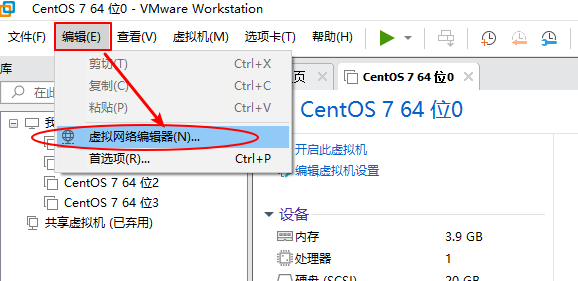 CentOS 7 64 位0 - VMware Workstation
文件(F) 编辑(E) 查看(V) 虚拟机(M) 选项卡(T) 帮助(H)
库
剪切(T) Ctrl+X
页 CentOS 7 64 位0
在此
复制(C) Ctrl+C
粘贴(P) Ctrl+V
CentOS 7 64 位0
虚拟网络编辑器(N)...
开启此虚拟机
首选项(R)... Ctrl+P
编辑虚拟机设置
CentOS 7 64 位2
CentOS 7 64 位3
设备
共享虚拟机 (已弃用)
内存 3.9 GB
处理器 1
硬盘 (SCSI) 20 GB